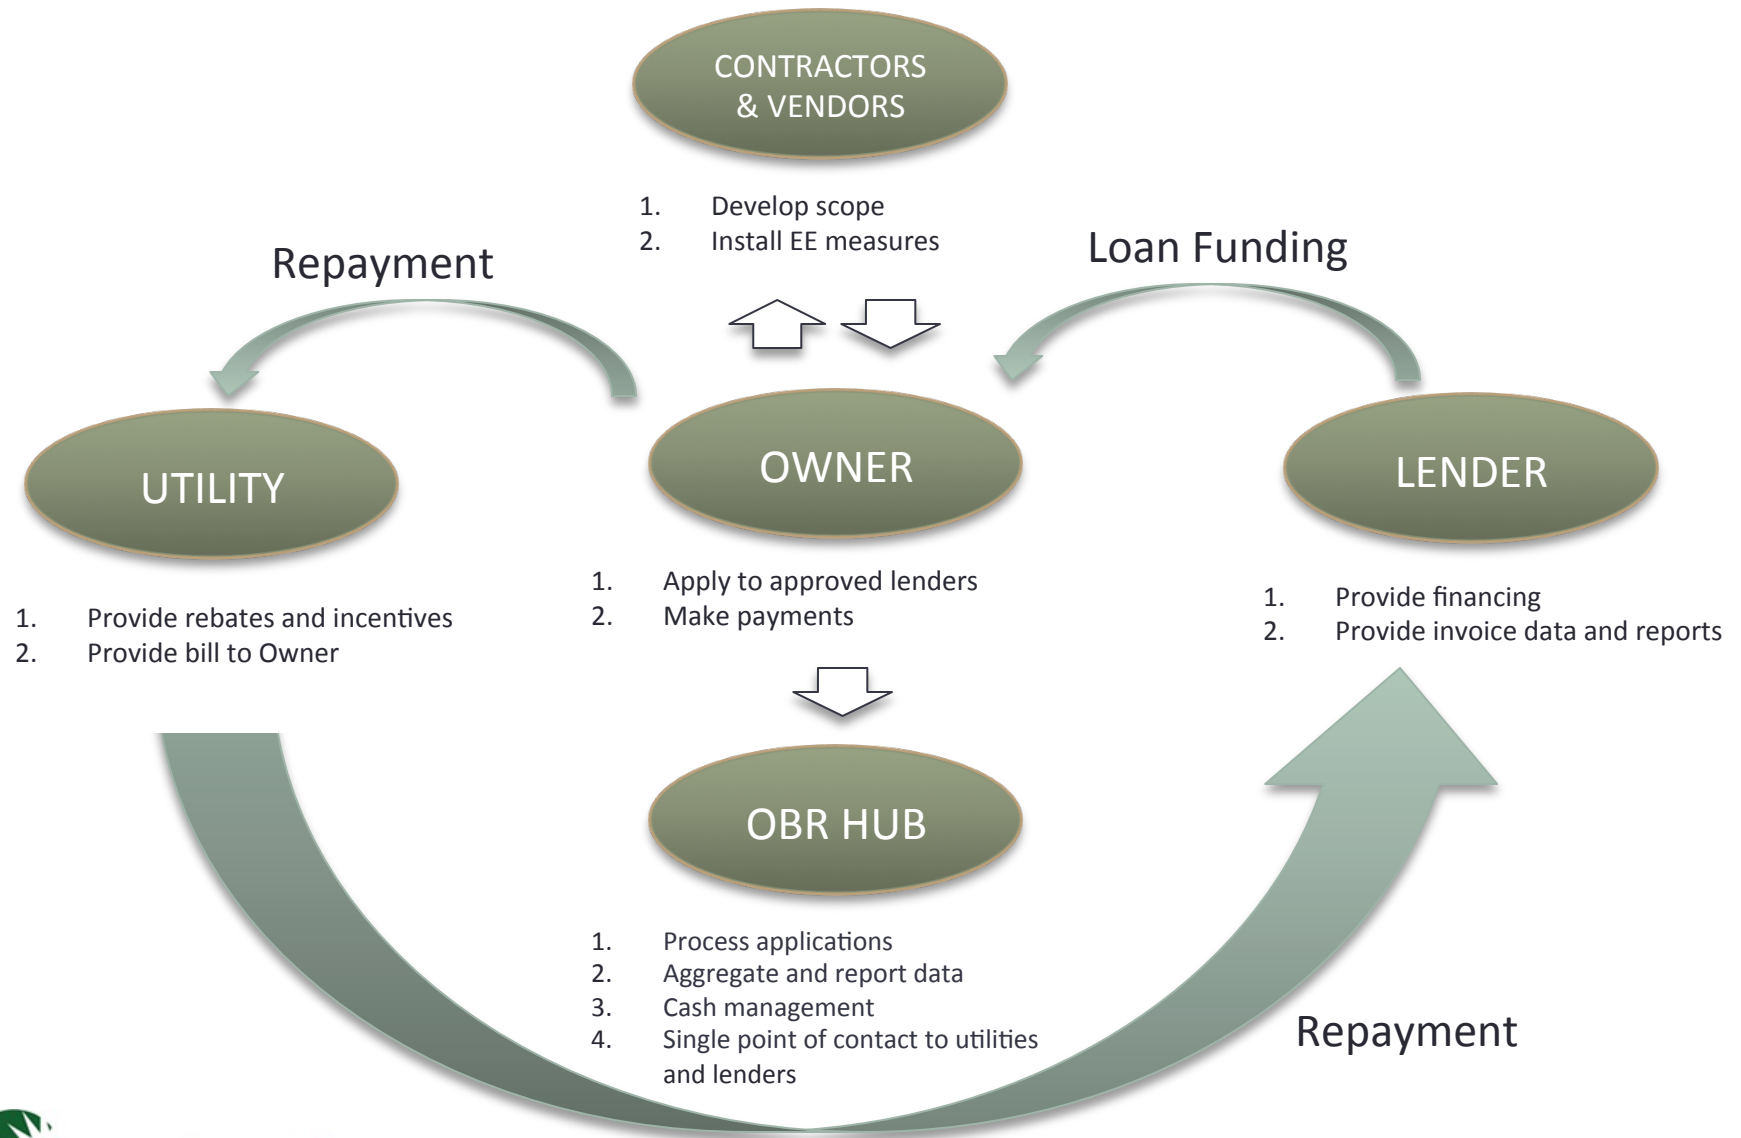 CONTRACTORS
& VENDORS
1. Develop scope
2. Install EE measures
Repayment
Loan Funding
UTILITY
OWNER
LENDER
1. Provide rebates and incentives
2. Provide bill to Owner
1. Apply to approved lenders
2. Make payments
1. Provide financing
2. Provide invoice data and reports
OBR HUB
1. Process applications
2. Aggregate and report data
3. Cash management
4. Single point of contact to utilities
and lenders
Repayment